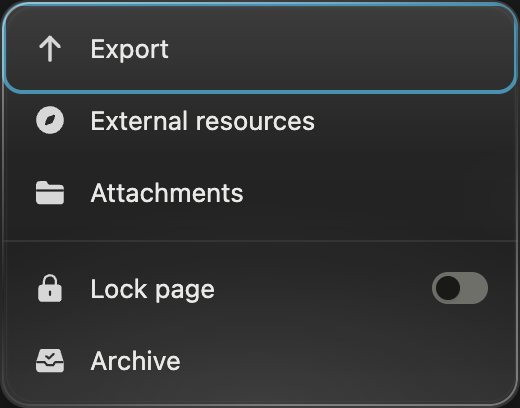 Export
External resources
Attachments
Lock page
Archive